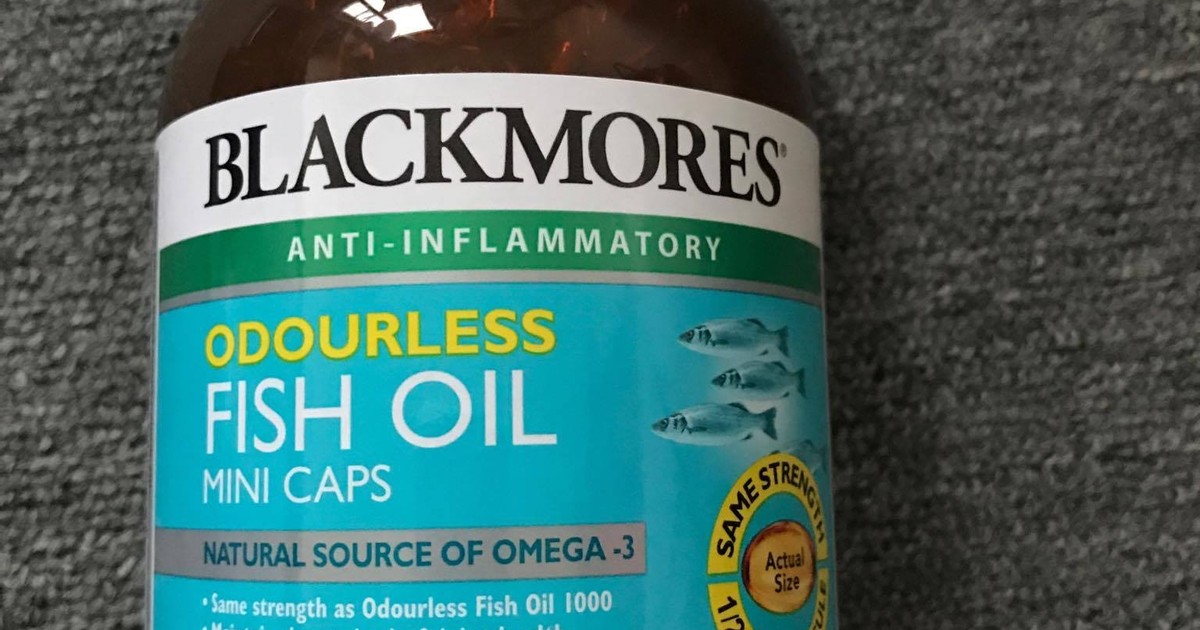 BLACKMORES®
ANTI-INFLAMMATORY
ODOURLESS
FISH OIL
MINI CAPS
NATURAL SOURCE OF OMEGA -3
• Same strength as Odourless Fish Oil 1000
SAME STRENGTH
Actual
Size